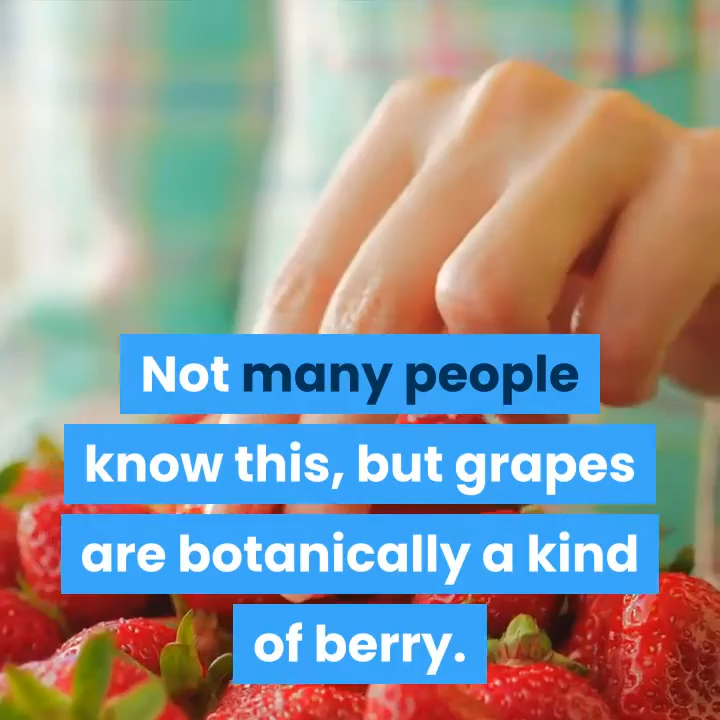 Not many people
know this, but grapes
are botanically a kind
of berry.